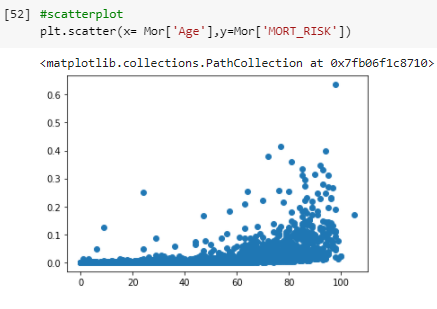 [52] #scatterplot
plt.scatter(x= Mor['Age'],y=Mor['MORT_RISK'])
<matplotlib.collections.PathCollection at 0x7fb06f1c8710>
0.6
0.5
0.4
0.3
0.2
0.1
0.0
0 20 40 60 80 100